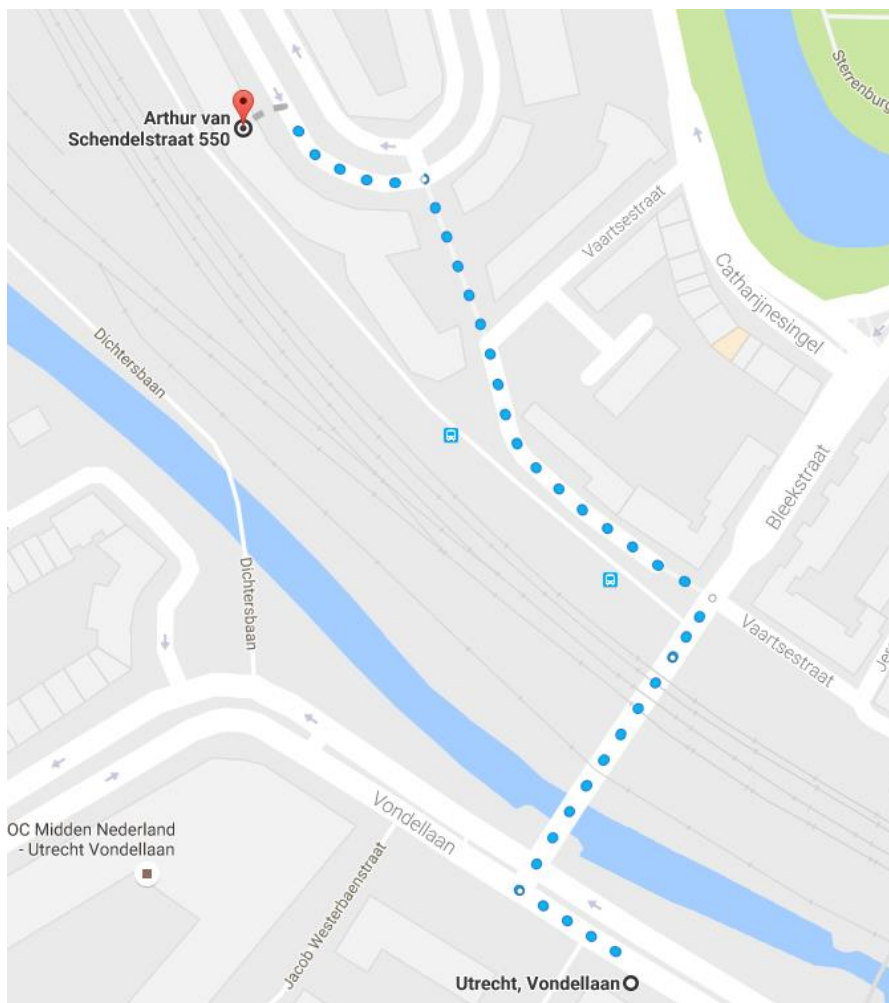 Sterrenburg
Arthur van
Schendelstraat 550
Vaartsestraat
Catharijnesingel
Dichtersbaan
Bleekstraat
Dichtersbaan
Vaartsestraat
Vondellaan
OC Midden Nederland
- Utrecht Vondellaan
Jacob Westerbaenstraat
Utrecht, Vondellaan